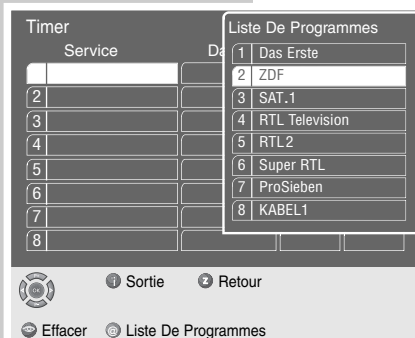 Timer
Liste De Programmes
Service
Da
1 Das Erste
2 ZDF
3 SAT.1
4 RTL Television
5 RTL2
6 Super RTL
7 ProSieben
8 KABEL1
2
3
4
5
6
7
8
OK
i Sortie
z Retour
Effacer
@ Liste De Programmes